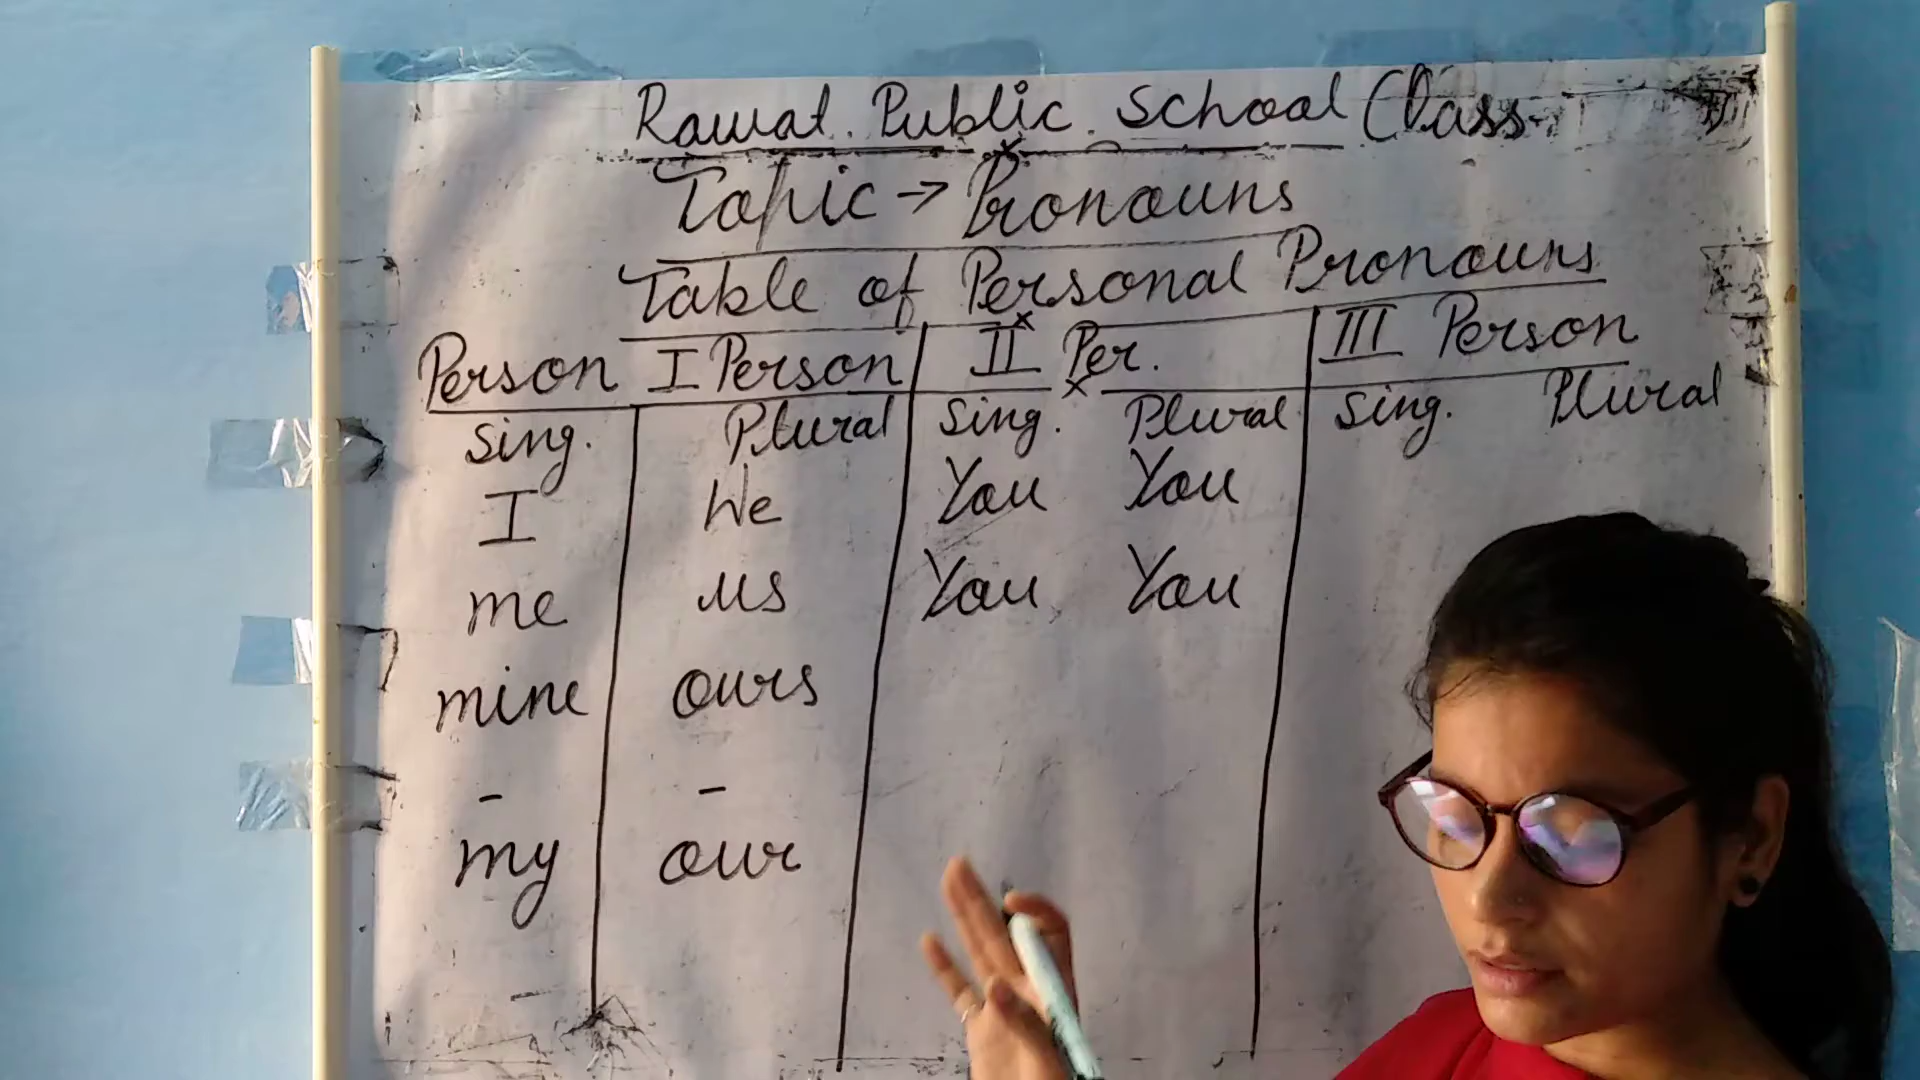 Rawat. Public. School Class
Topic → Pronouns
Table of Personal Pronouns
Person I Person II Per. III Person
Sing. Plural Sing. Plural Sing. Plural
I We You You
me us You You
mine ours
- -
my our